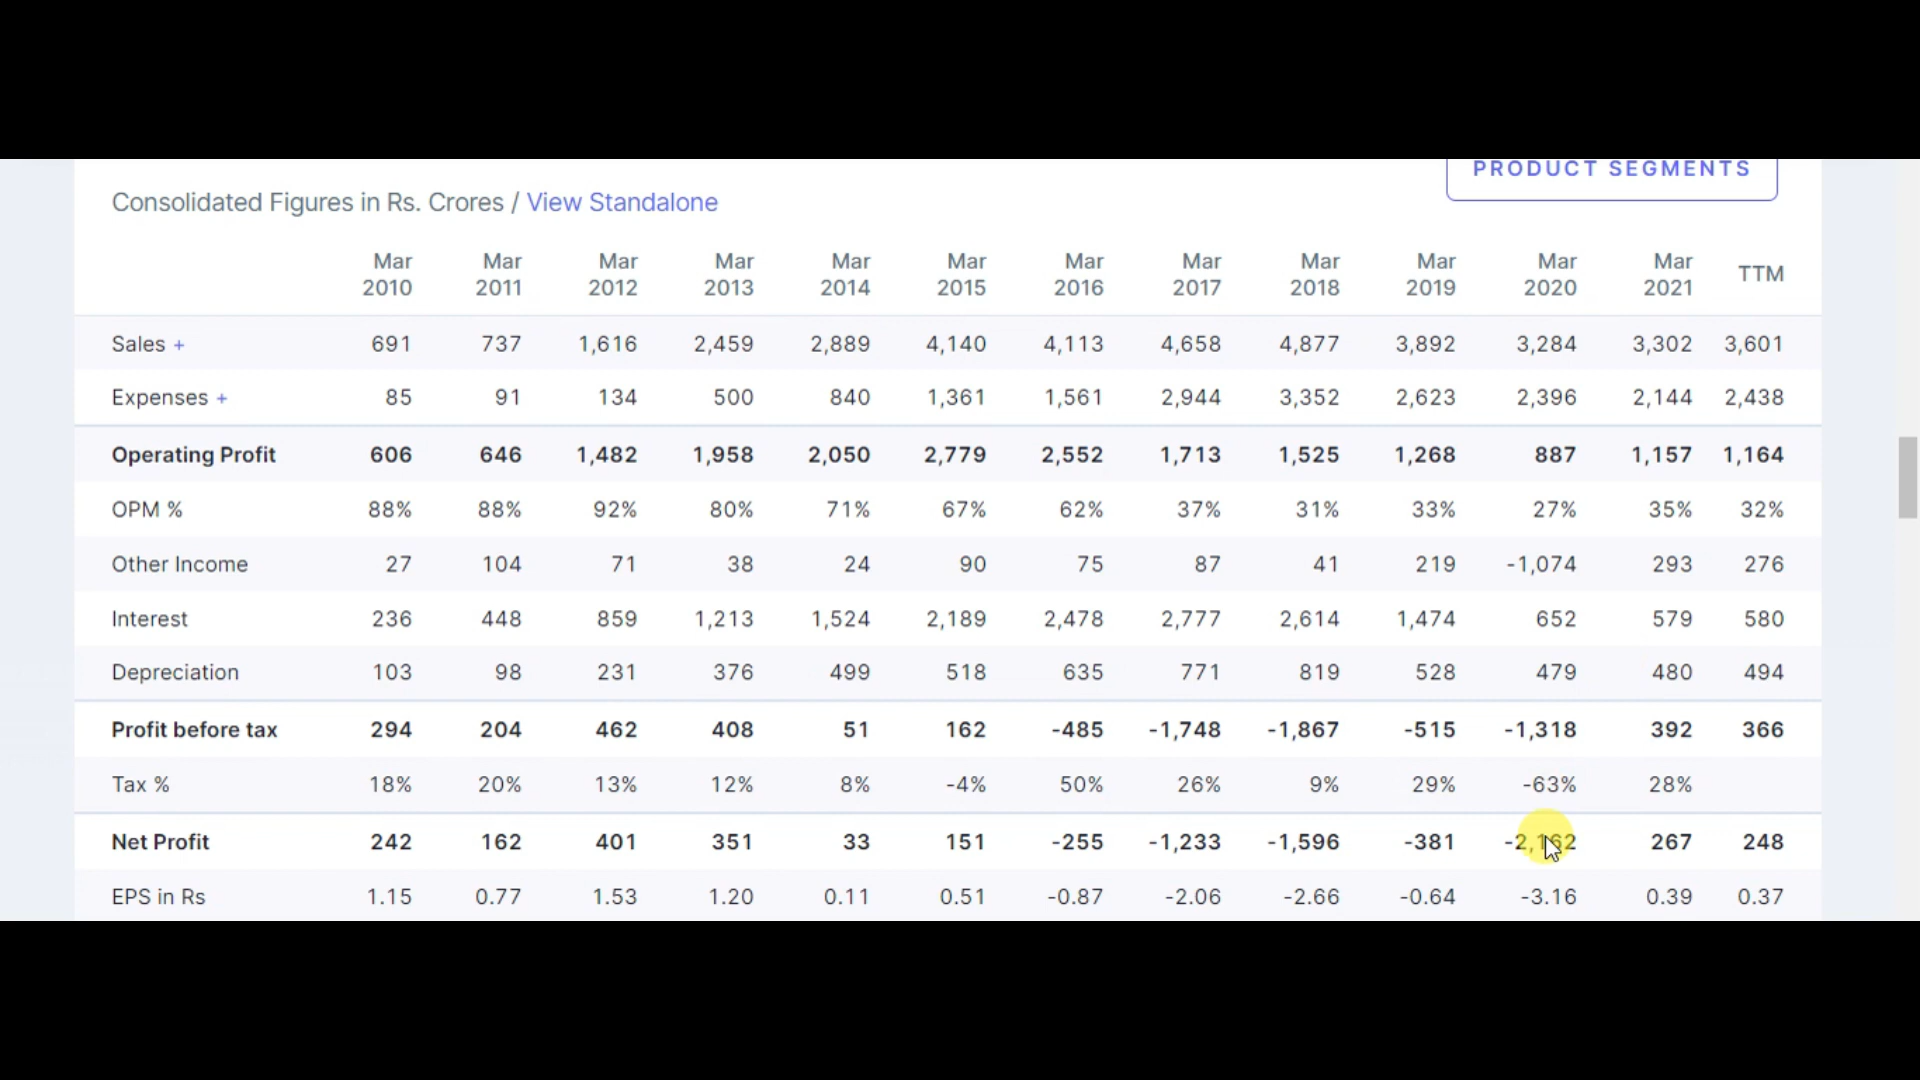 PRODUCT SEGMENTS
Consolidated Figures in Rs. Crores / View Standalone
Mar 2010 Mar 2011 Mar 2012 Mar 2013 Mar 2014 Mar 2015 Mar 2016 Mar 2017 Mar 2018 Mar 2019 Mar 2020 Mar 2021 TTM
Sales + 691 737 1,616 2,459 2,889 4,140 4,113 4,658 4,877 3,892 3,284 3,302 3,601
Expenses + 85 91 134 500 840 1,361 1,561 2,944 3,352 2,623 2,396 2,144 2,438
Operating Profit 606 646 1,482 1,958 2,050 2,779 2,552 1,713 1,525 1,268 887 1,157 1,164
OPM % 88% 88% 92% 80% 71% 67% 62% 37% 31% 33% 27% 35% 32%
Other Income 27 104 71 38 24 90 75 87 41 219 -1,074 293 276
Interest 236 448 859 1,213 1,524 2,189 2,478 2,777 2,614 1,474 652 579 580
Depreciation 103 98 231 376 499 518 635 771 819 528 479 480 494
Profit before tax 294 204 462 408 51 162 -485 -1,748 -1,867 -515 -1,318 392 366
Tax % 18% 20% 13% 12% 8% -4% 50% 26% 9% 29% -63% 28%
Net Profit 242 162 401 351 33 151 -255 -1,233 -1,596 -381 -2,162 267 248
EPS in Rs 1.15 0.77 1.53 1.20 0.11 0.51 -0.87 -2.06 -2.66 -0.64 -3.16 0.39 0.37